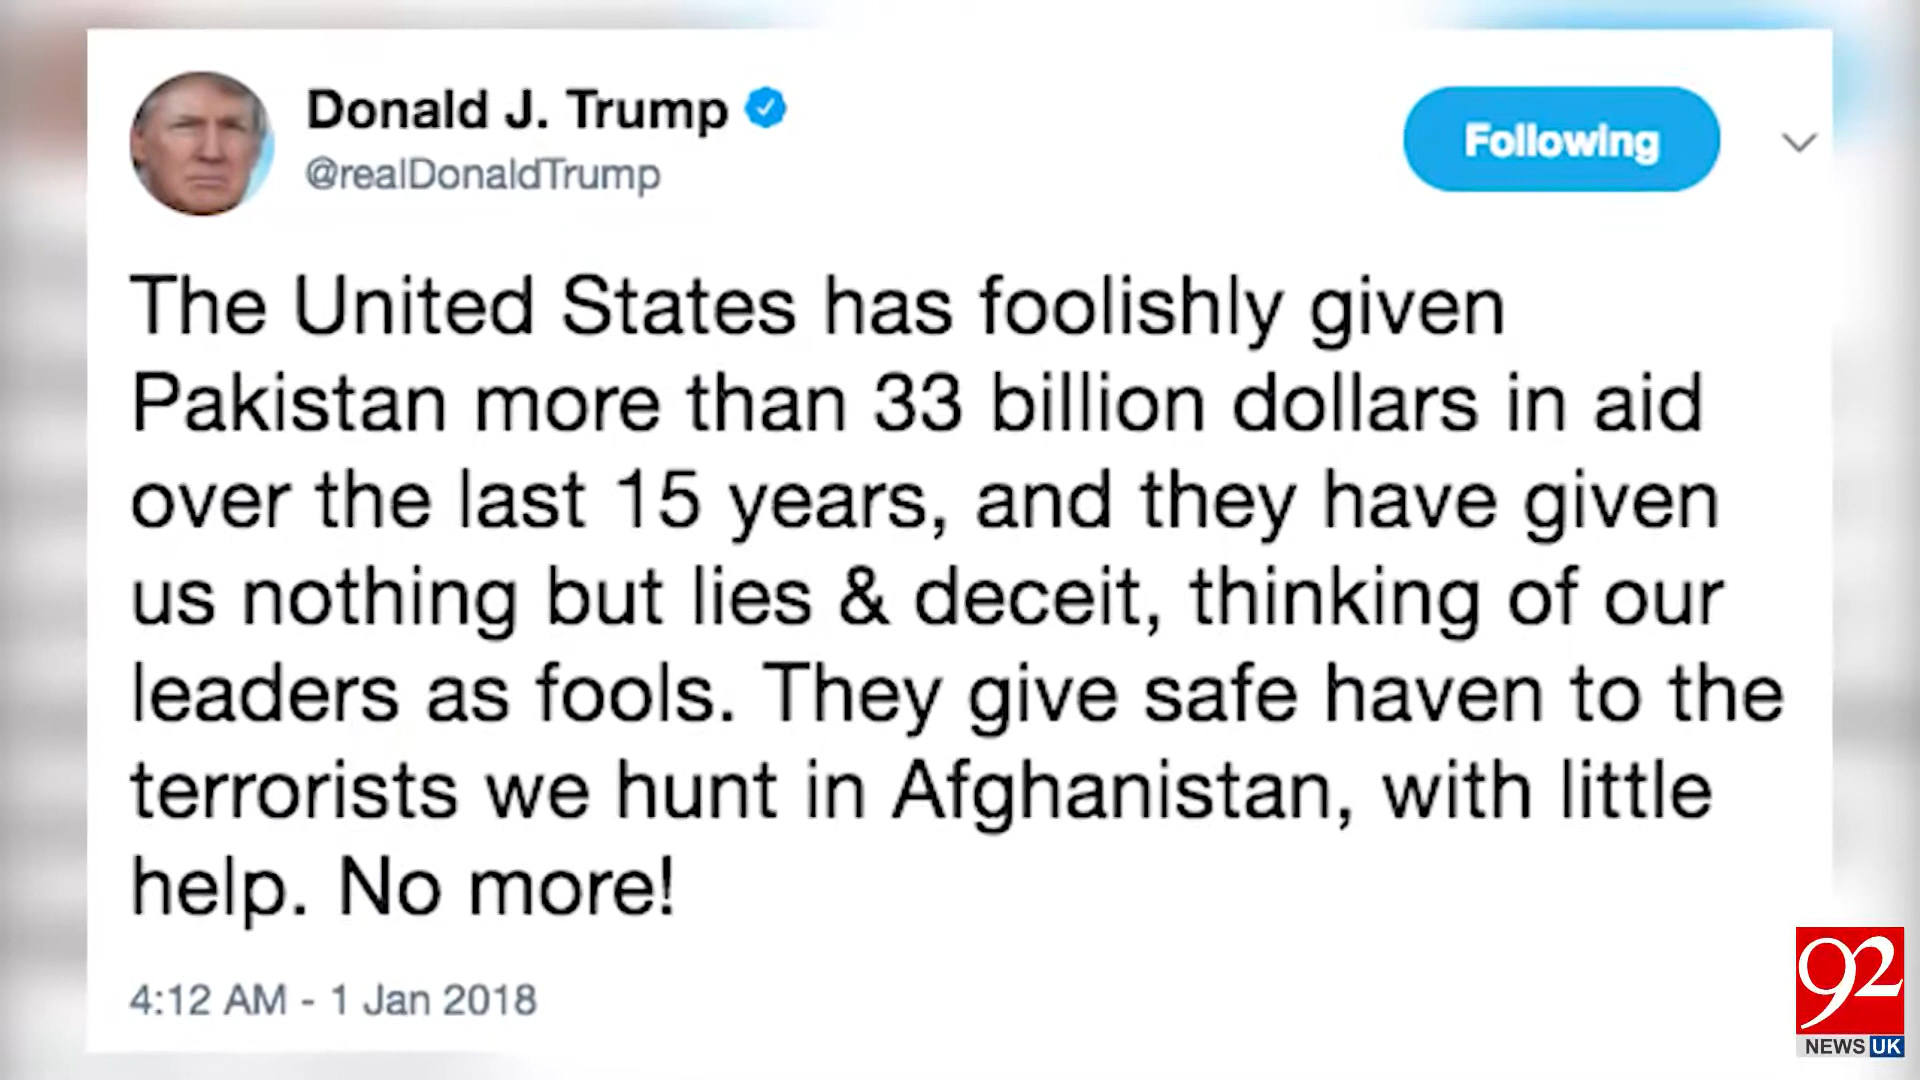 Donald J. Trump
@realDonaldTrump
Following
The United States has foolishly given
Pakistan more than 33 billion dollars in aid
over the last 15 years, and they have given
us nothing but lies & deceit, thinking of our
leaders as fools. They give safe haven to the
terrorists we hunt in Afghanistan, with little
help. No more!
4:12 AM - 1 Jan 2018
92
NEWS UK